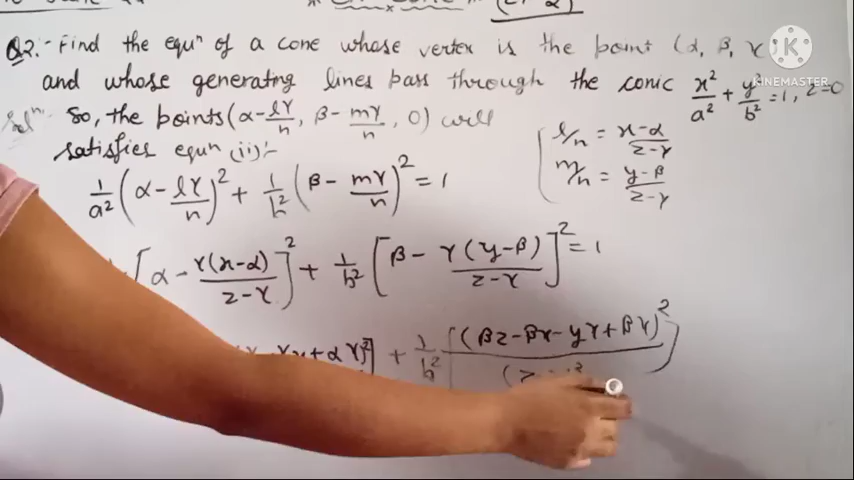 (2, α)
Q2:- Find the equⁿ of a cone whose vertex is the point (α, β, γ
and whose generating lines pass through the conic x²/a² + y²/b² = 1, z=0
Solⁿ
So, the points (α - lγ/n, β - mγ/n, 0) will
satisfies equⁿ (ii):-
l/n = x-α/z-γ
m/n = y-β/z-γ
1/a² (α - lγ/n)² + 1/b² (β - mγ/n)² = 1
[α - γ(x-α)/z-γ]² + 1/b² [β - γ(y-β)/z-γ]² = 1
+ αγ)²] + 1/b² [(βz-βγ-yγ+βγ)²/(z
KINEMASTER